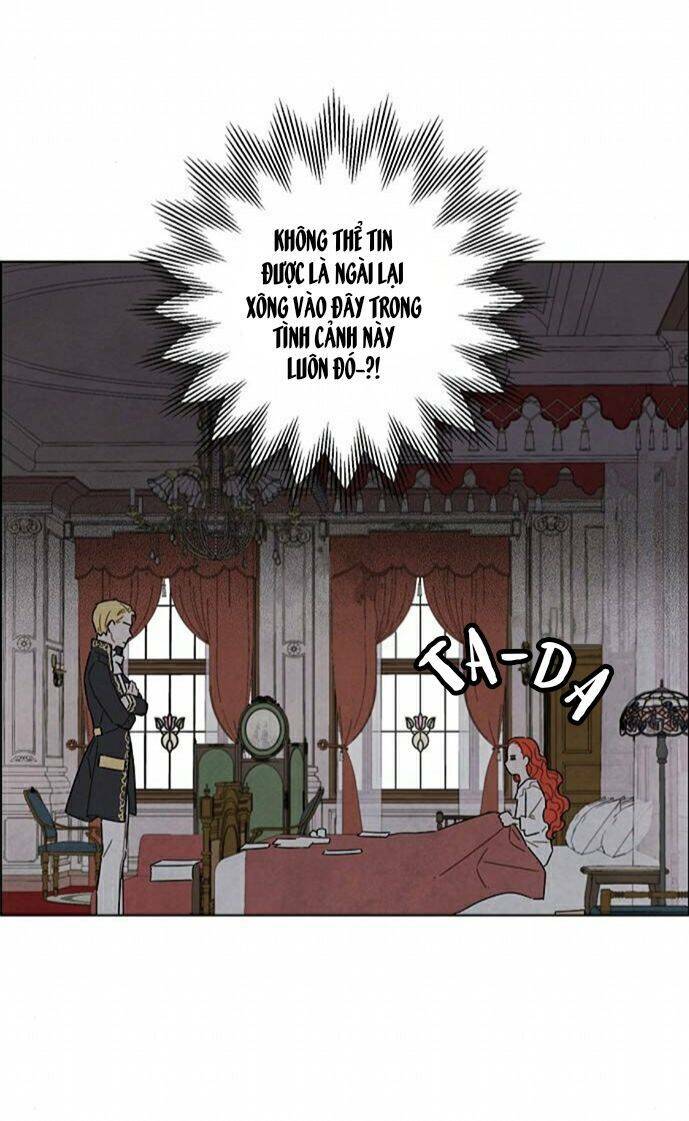 KHÔNG THỂ TIN
ĐƯỢC LÀ NGÀI LẠI
XÔNG VÀO ĐÂY TRONG
TÌNH CẢNH NÀY
LUÔN ĐÓ-?!
TA-DA